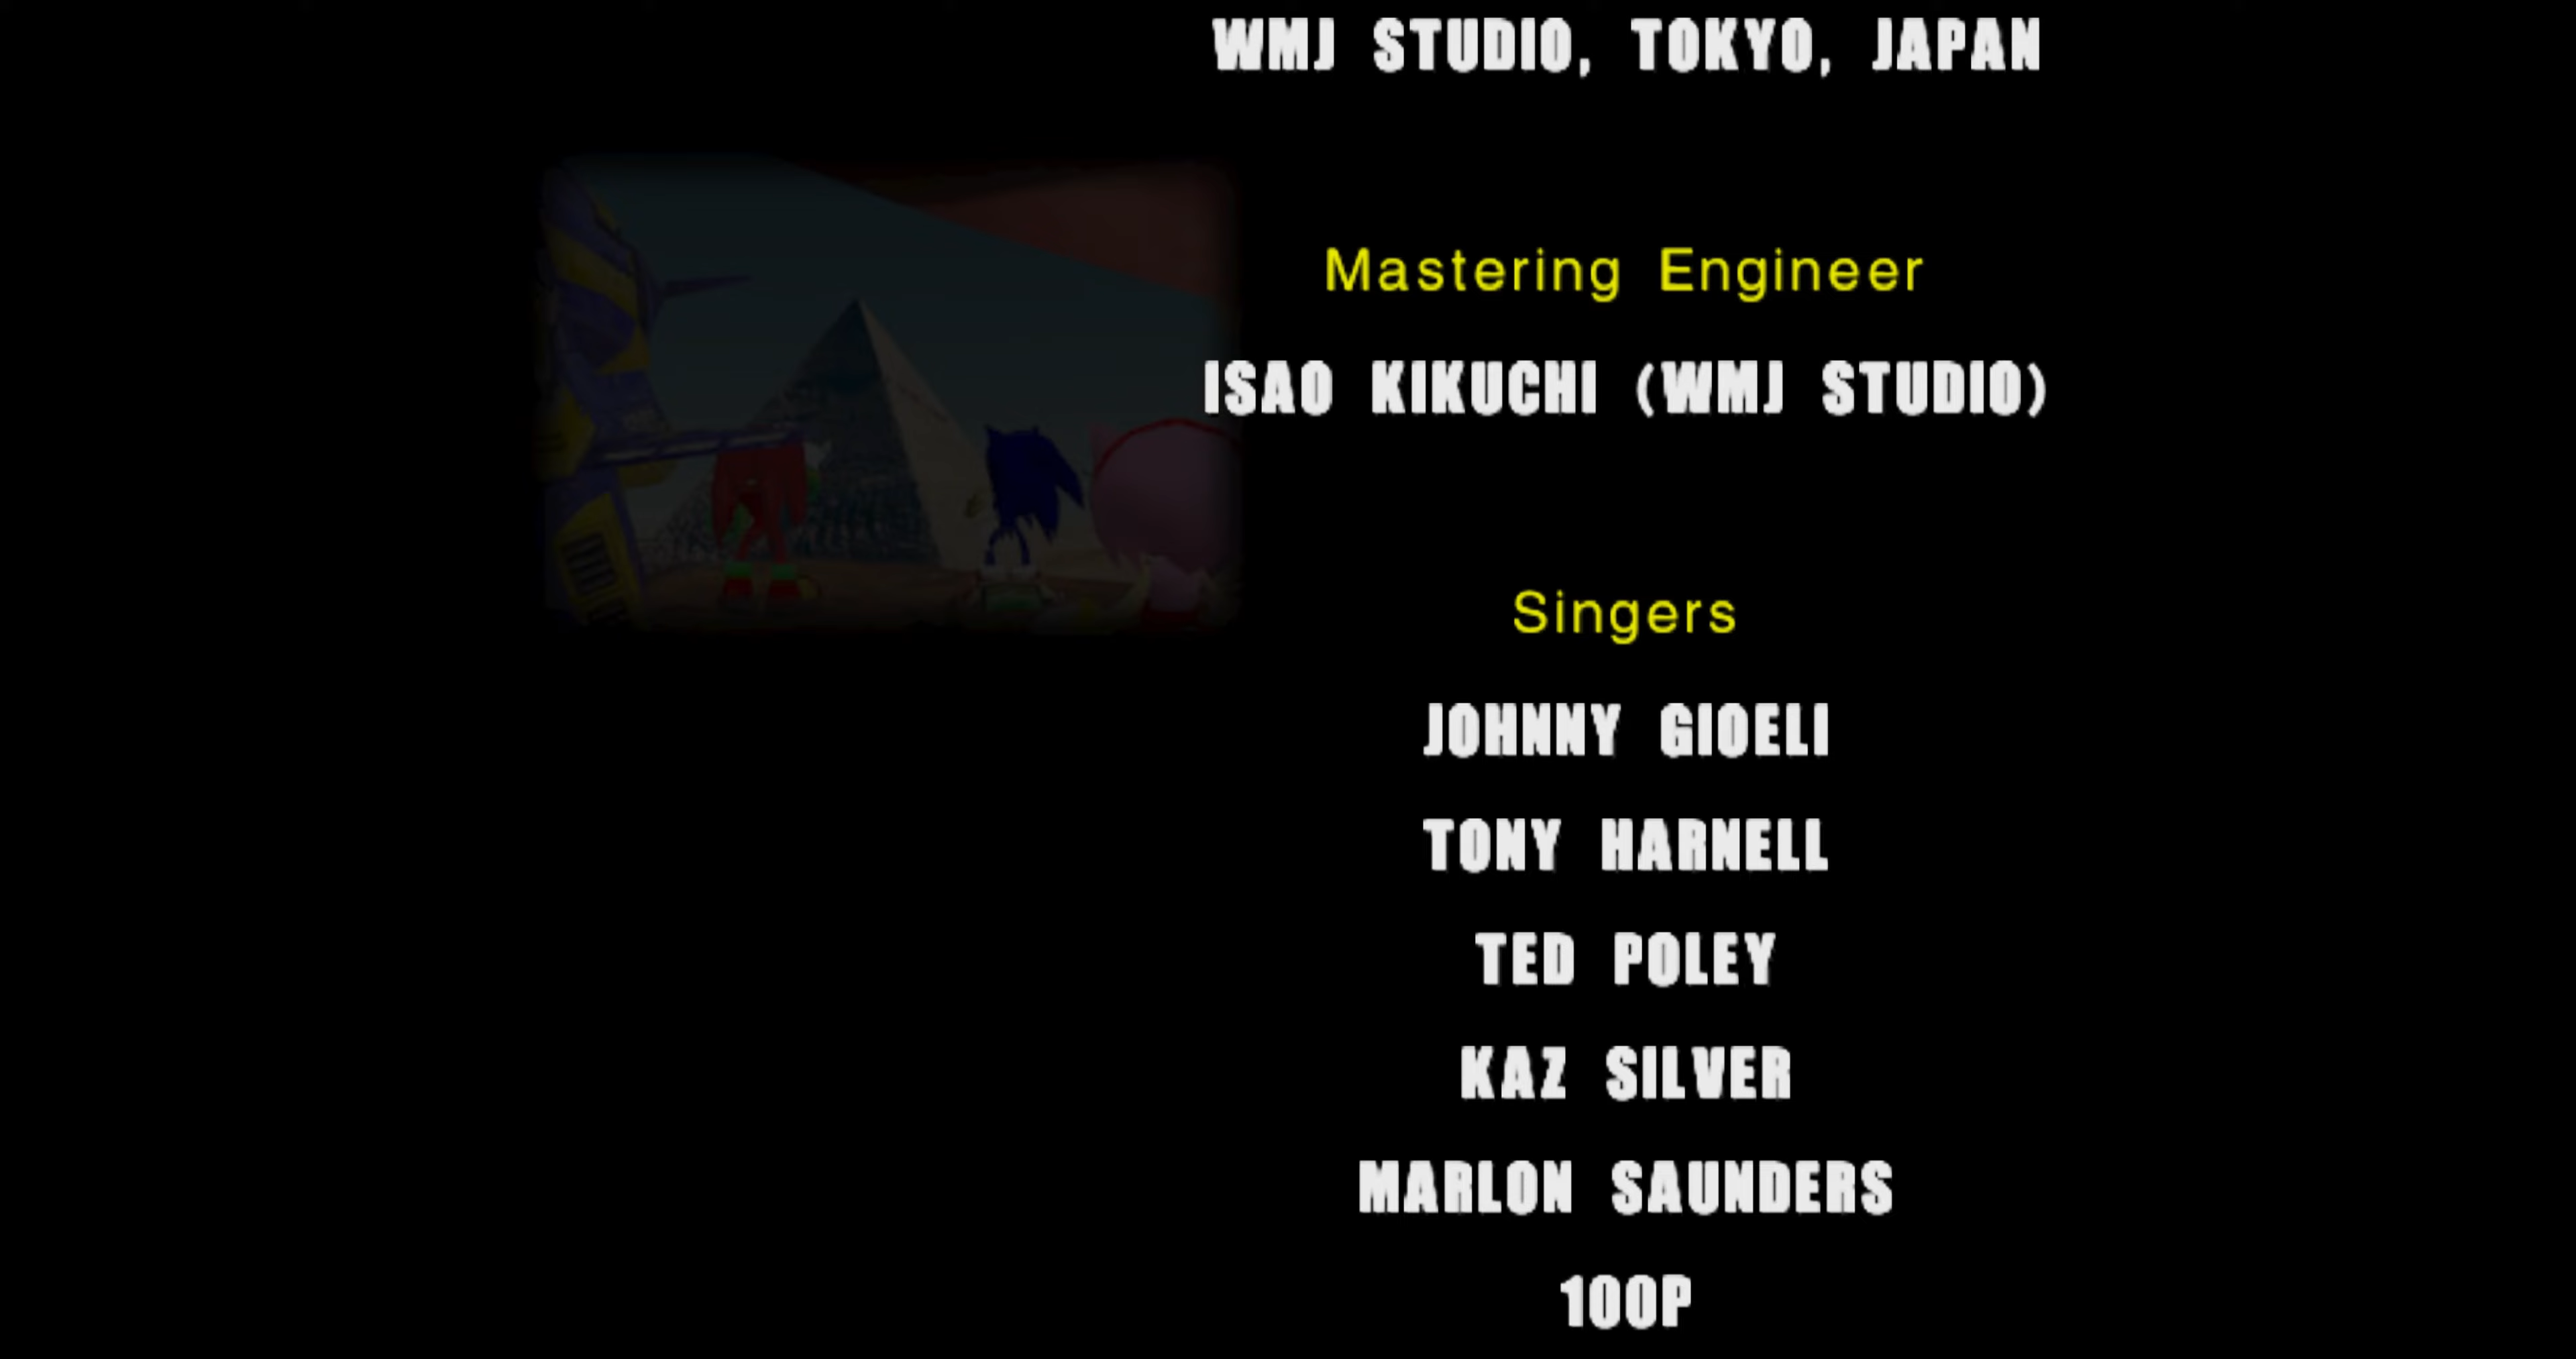 WMJ STUDIO, TOKYO, JAPAN
Mastering Engineer
ISAO KIKUCHI (WMJ STUDIO)
Singers
JOHNNY GIOELI
TONY HARNELL
TED POLEY
KAZ SILVER
MARLON SAUNDERS
100P